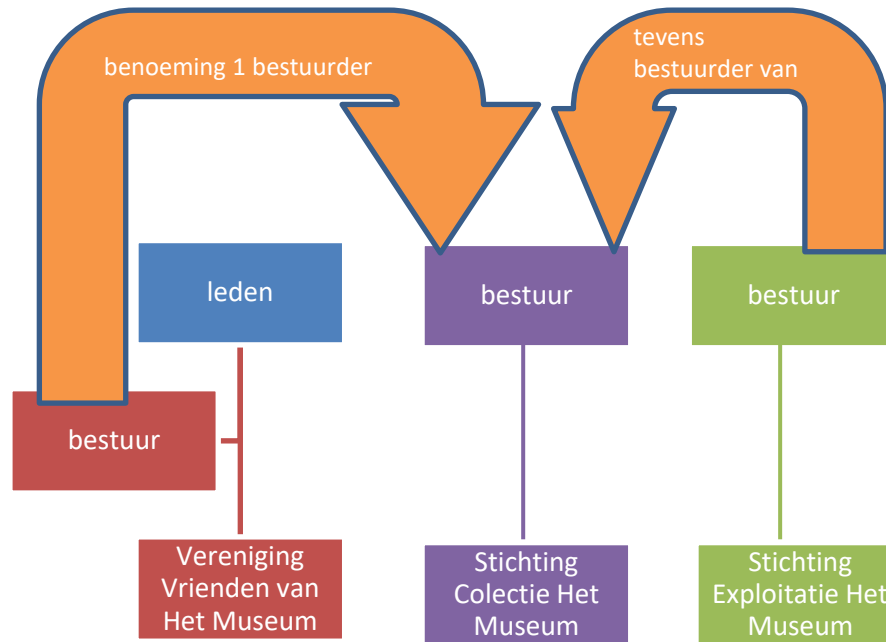 benoeming 1 bestuurder
tevens
bestuurder van
leden
bestuur
bestuur
bestuur
Vereniging
Vrienden van
Het Museum
Stichting
Colectie Het
Museum
Stichting
Exploitatie Het
Museum